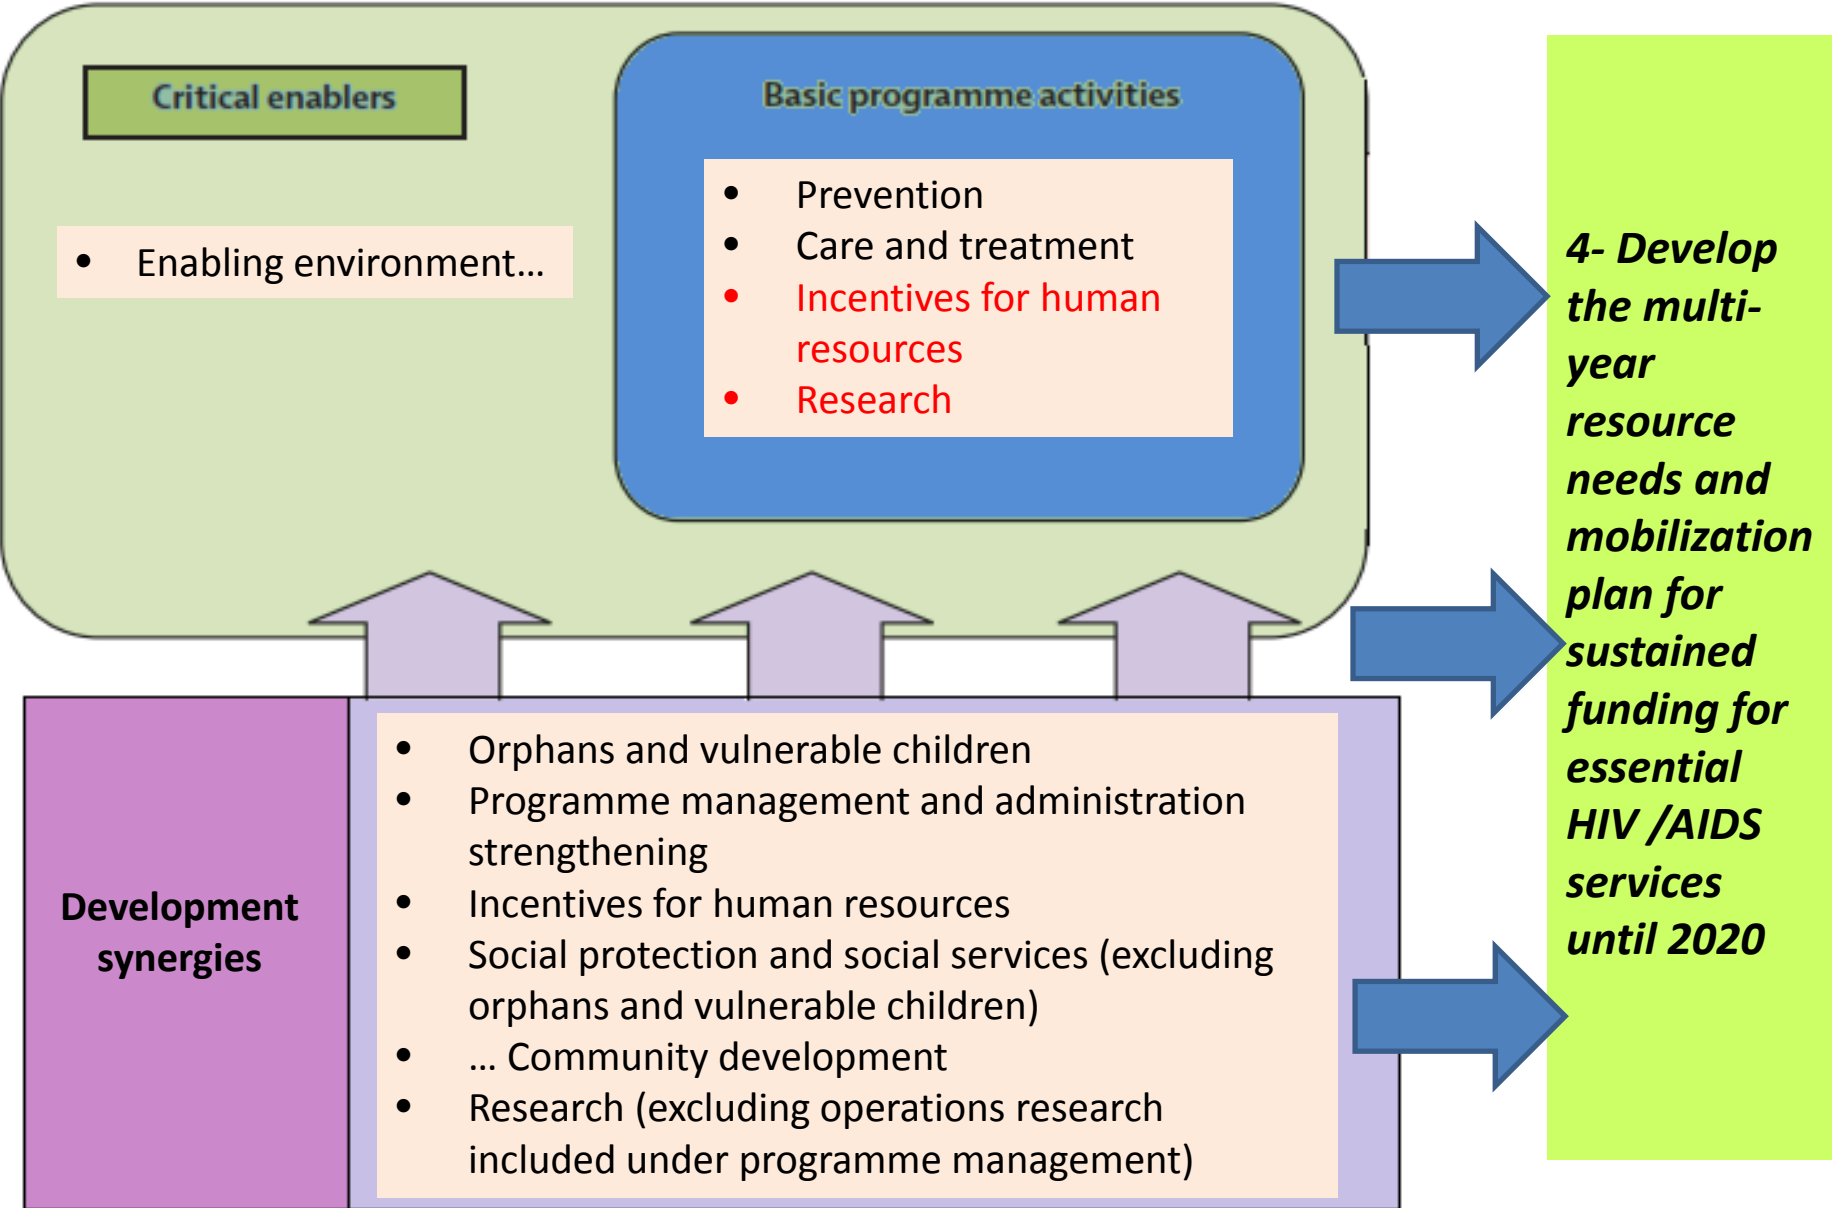 Critical enablers
• Enabling environment…
Basic programme activities
• Prevention
• Care and treatment
• Incentives for human
resources
• Research
Development
synergies
• Orphans and vulnerable children
• Programme management and administration
strengthening
• Incentives for human resources
• Social protection and social services (excluding
orphans and vulnerable children)
• … Community development
• Research (excluding operations research
included under programme management)
4- Develop
the multi-
year
resource
needs and
mobilization
plan for
sustained
funding for
essential
HIV /AIDS
services
until 2020